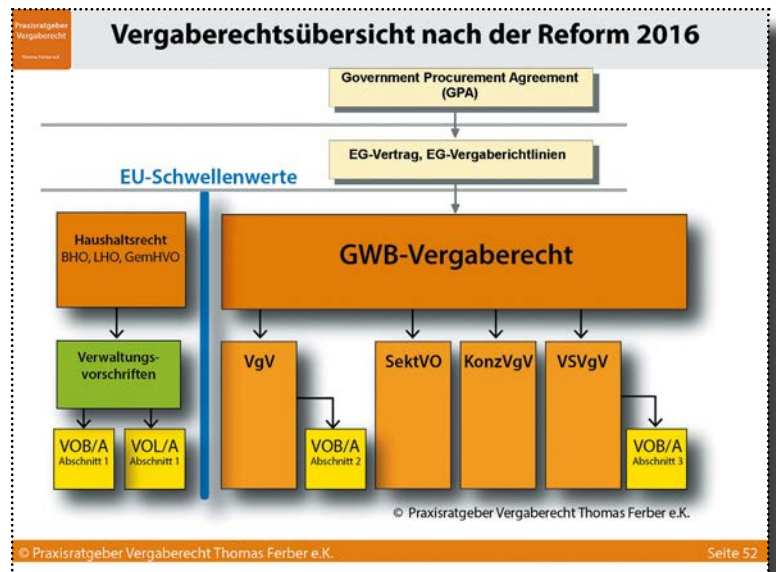 Praxisratgeber
Vergaberecht
Thomas Ferber e.K.
Vergaberechtsübersicht nach der Reform 2016
Government Procurement Agreement
(GPA)
EG-Vertrag, EG-Vergaberichtlinien
EU-Schwellenwerte
Haushaltsrecht
BHO, LHO, GemHVO
GWB-Vergaberecht
Verwaltungs-
vorschriften
VgV
SektVO
KonzVgV
VSVgV
VOB/A
Abschnitt 1
VOL/A
Abschnitt 1
VOB/A
Abschnitt 2
VOB/A
Abschnitt 3
© Praxisratgeber Vergaberecht Thomas Ferber e.K.
© Praxisratgeber Vergaberecht Thomas Ferber e.K.
Seite 52